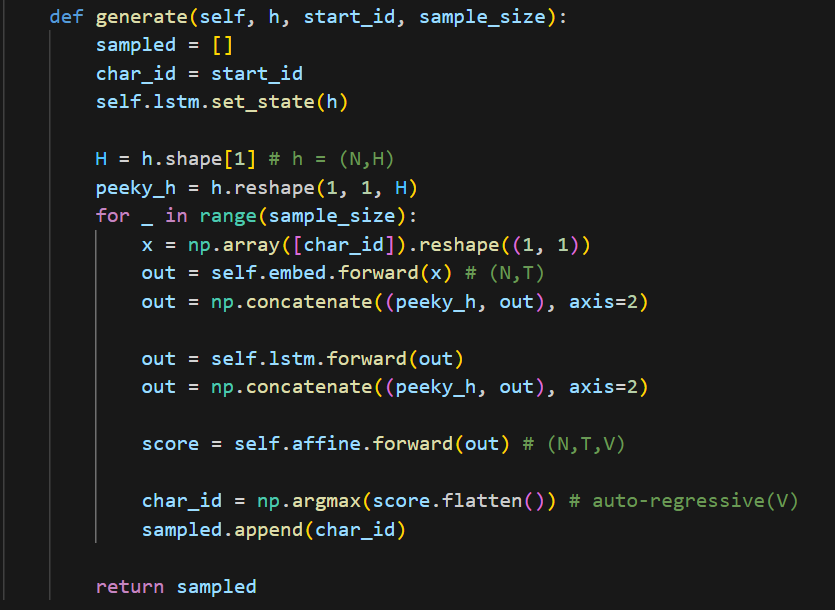 def generate(self, h, start_id, sample_size):
    sampled = []
    char_id = start_id
    self.lstm.set_state(h)

    H = h.shape[1] # h = (N,H)
    peeky_h = h.reshape(1, 1, H)
    for _ in range(sample_size):
        x = np.array([char_id]).reshape((1, 1))
        out = self.embed.forward(x) # (N,T)
        out = np.concatenate((peeky_h, out), axis=2)

        out = self.lstm.forward(out)
        out = np.concatenate((peeky_h, out), axis=2)

        score = self.affine.forward(out) # (N,T,V)

        char_id = np.argmax(score.flatten()) # auto-regressive(V)
        sampled.append(char_id)

    return sampled